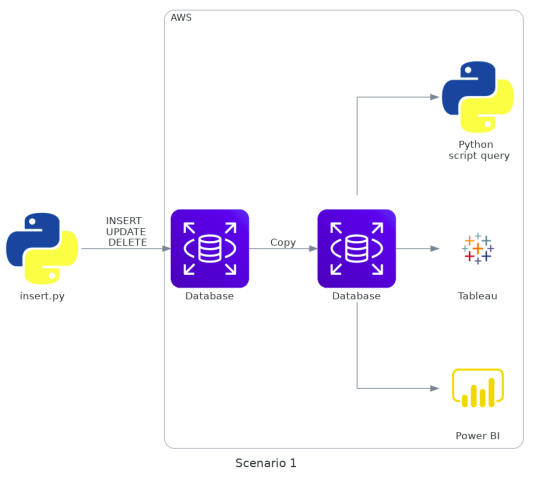 AWS
Python
script query
INSERT
UPDATE
DELETE
Copy
insert.py
Database
Database
Tableau
Power BI
Scenario 1